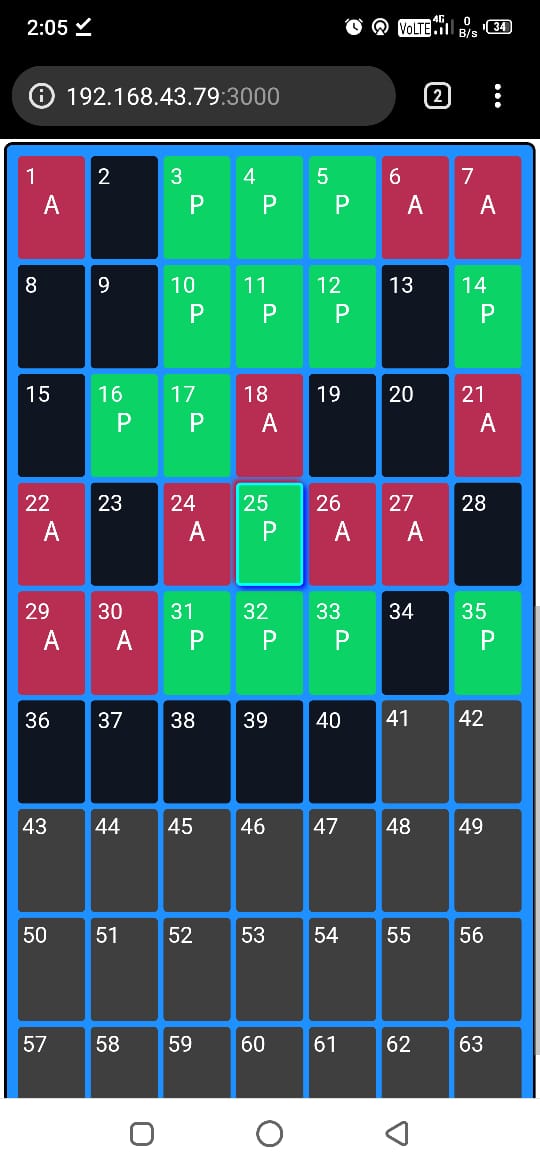 2:05 VoLTE 4G 0 B/s 34
192.168.43.79:3000 2
1 2 3 4 5 6 7
A P P P A A
8 9 10 11 12 13 14
P P P P
15 16 17 18 19 20 21
P P A A
22 23 24 25 26 27 28
A A P A A
29 30 31 32 33 34 35
A A P P P P
36 37 38 39 40 41 42
43 44 45 46 47 48 49
50 51 52 53 54 55 56
57 58 59 60 61 62 63